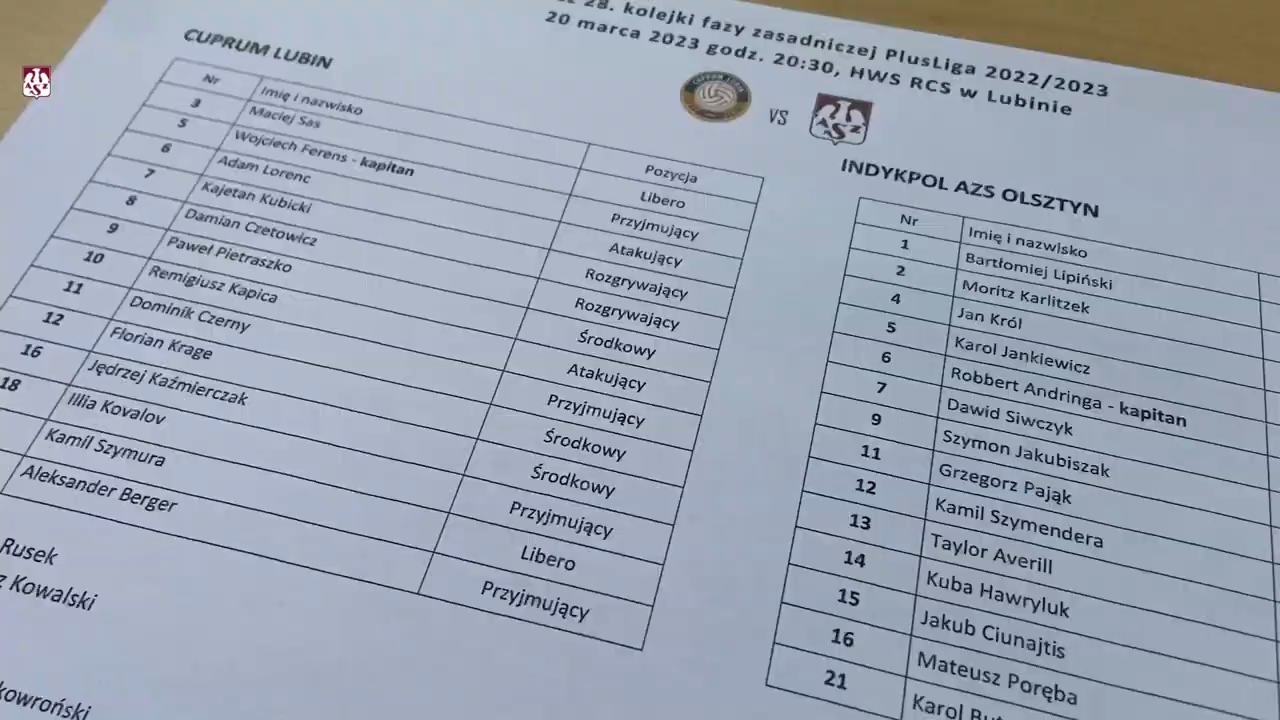 28. kolejki fazy zasadniczej PlusLiga 2022/2023
20 marca 2023 godz. 20:30, HWS RCS w Lubinie
VS
AZS
CUPRUM LUBIN
Nr Imię i nazwisko Pozycja
3 Maciej Sas Libero
5 Wojciech Ferens - kapitan Przyjmujący
6 Adam Lorenc Atakujący
7 Kajetan Kubicki Rozgrywający
8 Damian Czetowicz Rozgrywający
9 Paweł Pietraszko Środkowy
10 Remigiusz Kapica Atakujący
11 Dominik Czerny Przyjmujący
12 Florian Krage Środkowy
16 Jędrzej Kaźmierczak Środkowy
18 Illia Kovalov Przyjmujący
Kamil Szymura Libero
Aleksander Berger Przyjmujący
Rusek
z Kowalski
kowroński
INDYKPOL AZS OLSZTYN
Nr Imię i nazwisko
1 Bartłomiej Lipiński
2 Moritz Karlitzek
4 Jan Król
5 Karol Jankiewicz
6 Robbert Andringa - kapitan
7 Dawid Siwczyk
9 Szymon Jakubiszak
11 Grzegorz Pająk
12 Kamil Szymendera
13 Taylor Averill
14 Kuba Hawryluk
15 Jakub Ciunajtis
16 Mateusz Poręba
21 Karol